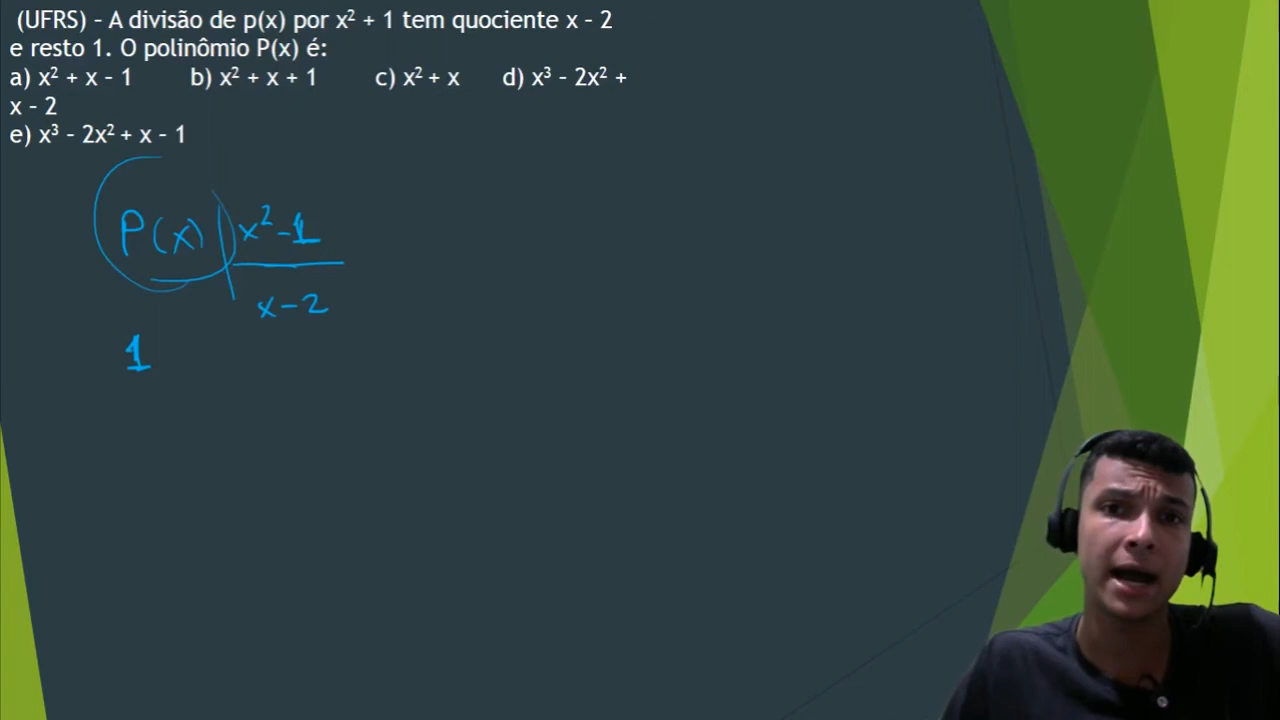 (UFRS) - A divisão de p(x) por x² + 1 tem quociente x - 2
e resto 1. O polinômio P(x) é:
a) x² + x - 1 b) x² + x + 1 c) x² + x d) x³ - 2x² +
x - 2
e) x³ - 2x² + x - 1
P(x) x² - 1
x - 2
1